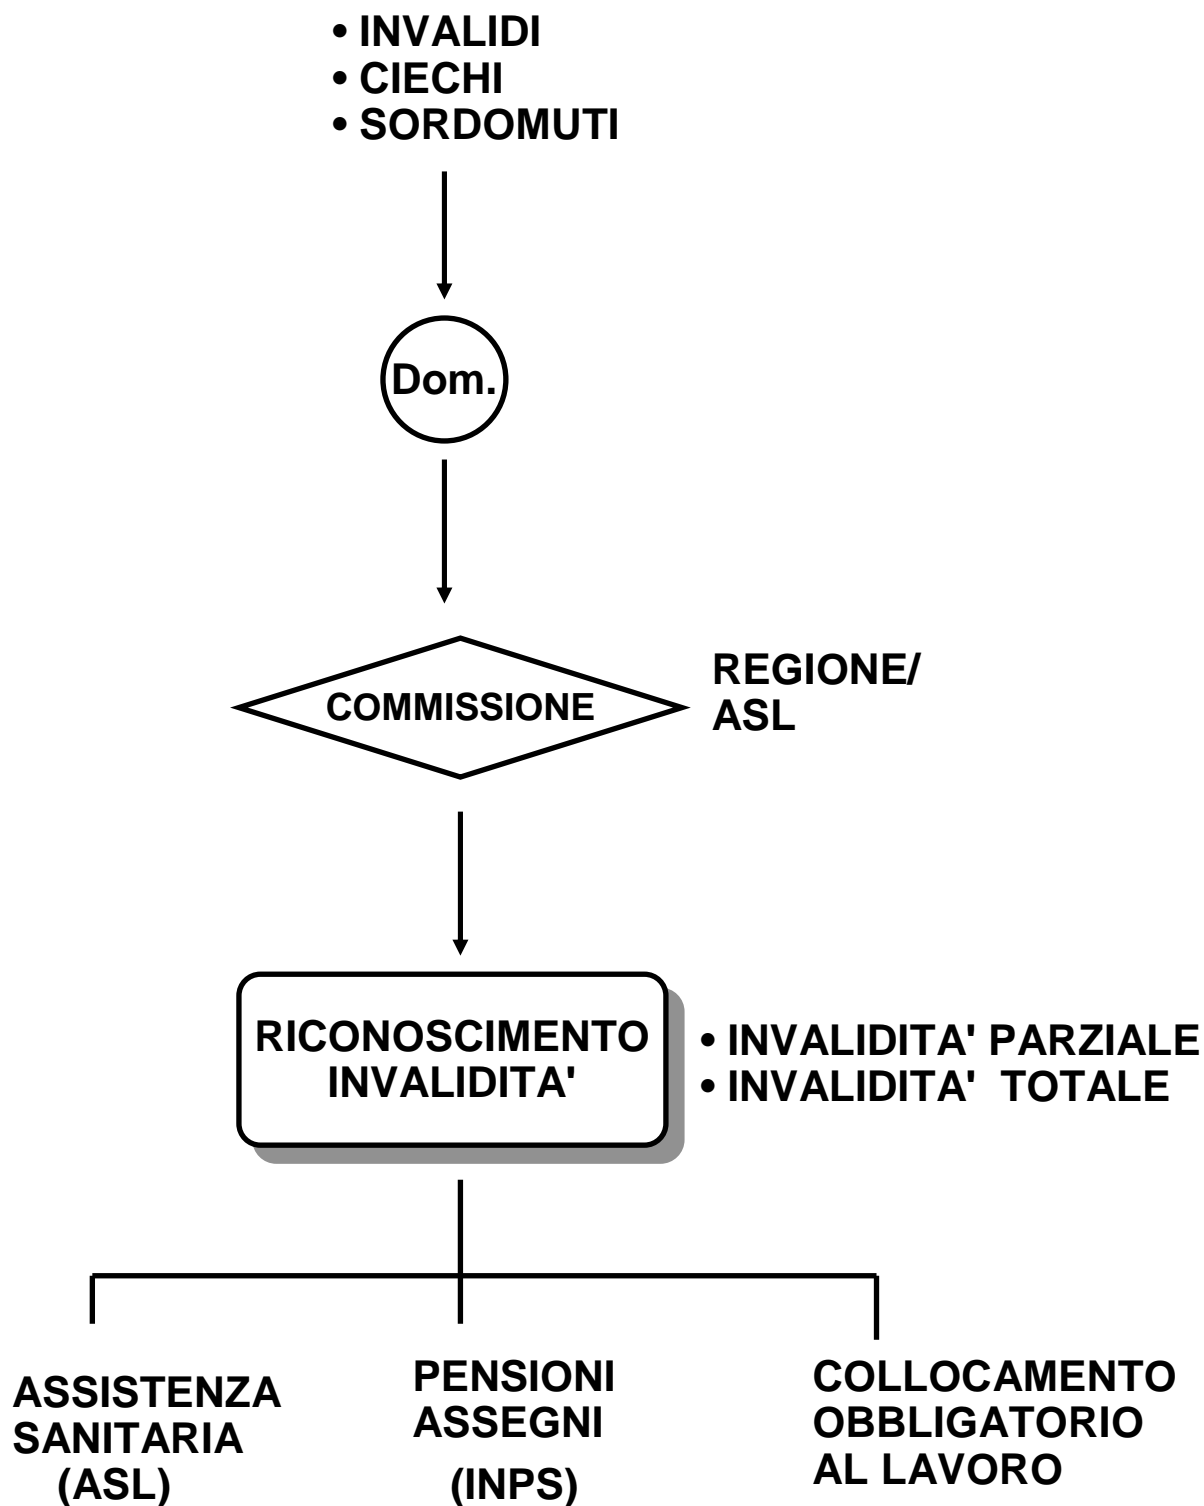 • INVALIDI
• CIECHI
• SORDOMUTI
Dom.
COMMISSIONE
REGIONE/
ASL
RICONOSCIMENTO
INVALIDITA'
• INVALIDITA' PARZIALE
• INVALIDITA' TOTALE
ASSISTENZA
SANITARIA
(ASL)
PENSIONI
ASSEGNI
(INPS)
COLLOCAMENTO
OBBLIGATORIO
AL LAVORO